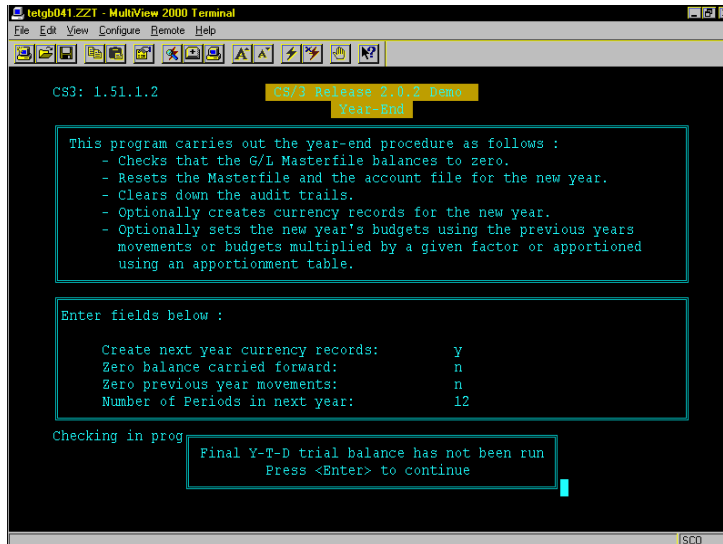 tetgb041.ZZT - MultiView 2000 Terminal
File Edit View Configure Remote Help
CS3: 1.51.1.2
CS/3 Release 2.0.2 Demo
Year-End
This program carries out the year-end procedure as follows :
- Checks that the G/L Masterfile balances to zero.
- Resets the Masterfile and the account file for the new year.
- Clears down the audit trails.
- Optionally creates currency records for the new year.
- Optionally sets the new year's budgets using the previous years
movements or budgets multiplied by a given factor or apportioned
using an apportionment table.
Enter fields below :
Create next year currency records: y
Zero balance carried forward: n
Zero previous year movements: n
Number of Periods in next year: 12
Checking in prog
Final Y-T-D trial balance has not been run
Press <Enter> to continue
SCO